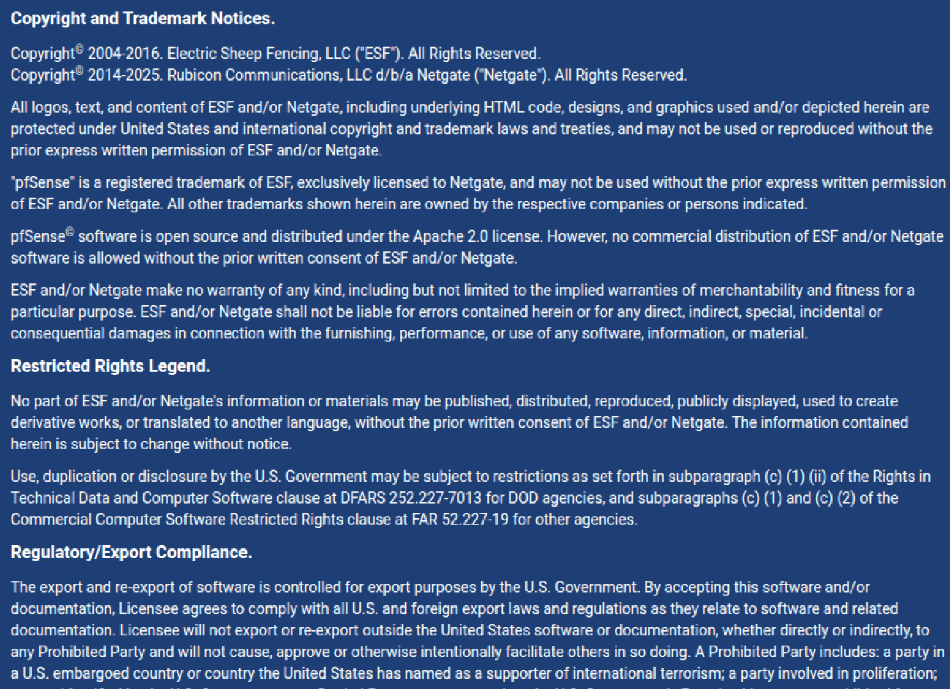 Copyright and Trademark Notices.
Copyright© 2004-2016. Electric Sheep Fencing, LLC ("ESF"). All Rights Reserved.
Copyright© 2014-2025. Rubicon Communications, LLC d/b/a Netgate ("Netgate"). All Rights Reserved.
All logos, text, and content of ESF and/or Netgate, including underlying HTML code, designs, and graphics used and/or depicted herein are
protected under United States and international copyright and trademark laws and treaties, and may not be used or reproduced without the
prior express written permission of ESF and/or Netgate.
"pfSense" is a registered trademark of ESF, exclusively licensed to Netgate, and may not be used without the prior express written permission
of ESF and/or Netgate. All other trademarks shown herein are owned by the respective companies or persons indicated.
pfSense© software is open source and distributed under the Apache 2.0 license. However, no commercial distribution of ESF and/or Netgate
software is allowed without the prior written consent of ESF and/or Netgate.
ESF and/or Netgate make no warranty of any kind, including but not limited to the implied warranties of merchantability and fitness for a
particular purpose. ESF and/or Netgate shall not be liable for errors contained herein or for any direct, indirect, special, incidental or
consequential damages in connection with the furnishing, performance, or use of any software, information, or material.
Restricted Rights Legend.
No part of ESF and/or Netgate's information or materials may be published, distributed, reproduced, publicly displayed, used to create
derivative works, or translated to another language, without the prior written consent of ESF and/or Netgate. The information contained
herein is subject to change without notice.
Use, duplication or disclosure by the U.S. Government may be subject to restrictions as set forth in subparagraph (c) (1) (ii) of the Rights in
Technical Data and Computer Software clause at DFARS 252.227-7013 for DOD agencies, and subparagraphs (c) (1) and (c) (2) of the
Commercial Computer Software Restricted Rights clause at FAR 52.227-19 for other agencies.
Regulatory/Export Compliance.
The export and re-export of software is controlled for export purposes by the U.S. Government. By accepting this software and/or
documentation, Licensee agrees to comply with all U.S. and foreign export laws and regulations as they relate to software and related
documentation. Licensee will not export or re-export outside the United States software or documentation, whether directly or indirectly, to
any Prohibited Party and will not cause, approve or otherwise intentionally facilitate others in so doing. A Prohibited Party includes: a party in
a U.S. embargoed country or country the United States has named as a supporter of international terrorism; a party involved in proliferation;